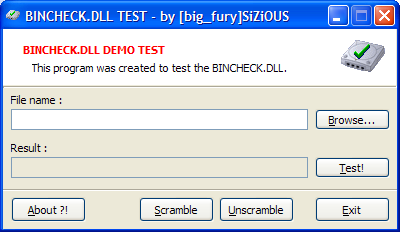 BINCHECK.DLL TEST - by [big_fury]SiZiOUS
BINCHECK.DLL DEMO TEST
This program was created to test the BINCHECK.DLL.
File name :
Browse...
Result :
Test!
About ?!
Scramble
Unscramble
Exit